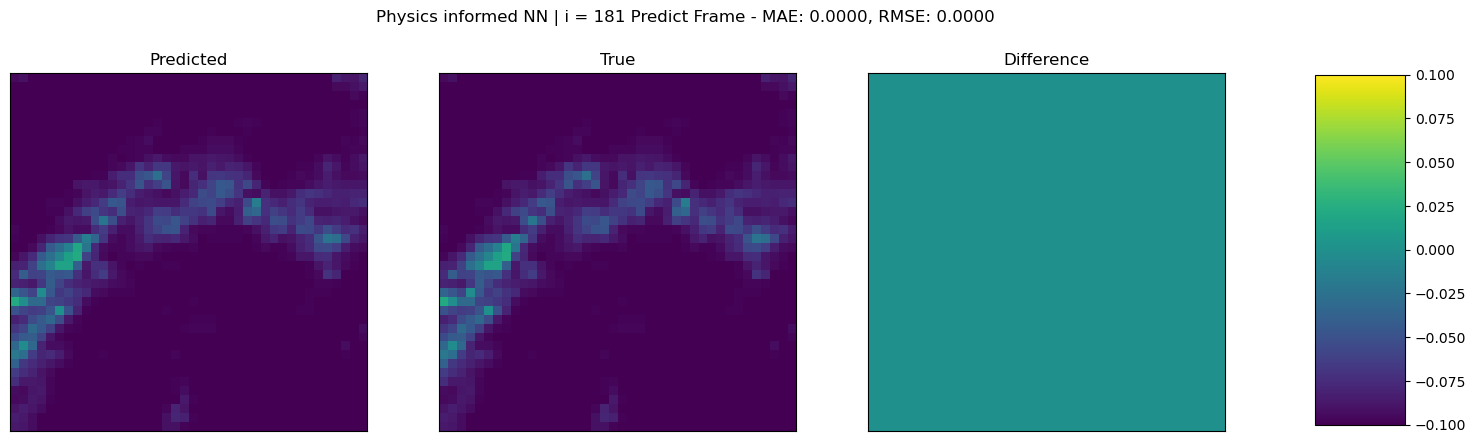 Physics informed NN | i = 181 Predict Frame - MAE: 0.0000, RMSE: 0.0000
Predicted
True
Difference
0.100
0.075
0.050
0.025
0.000
−0.025
−0.050
−0.075
−0.100